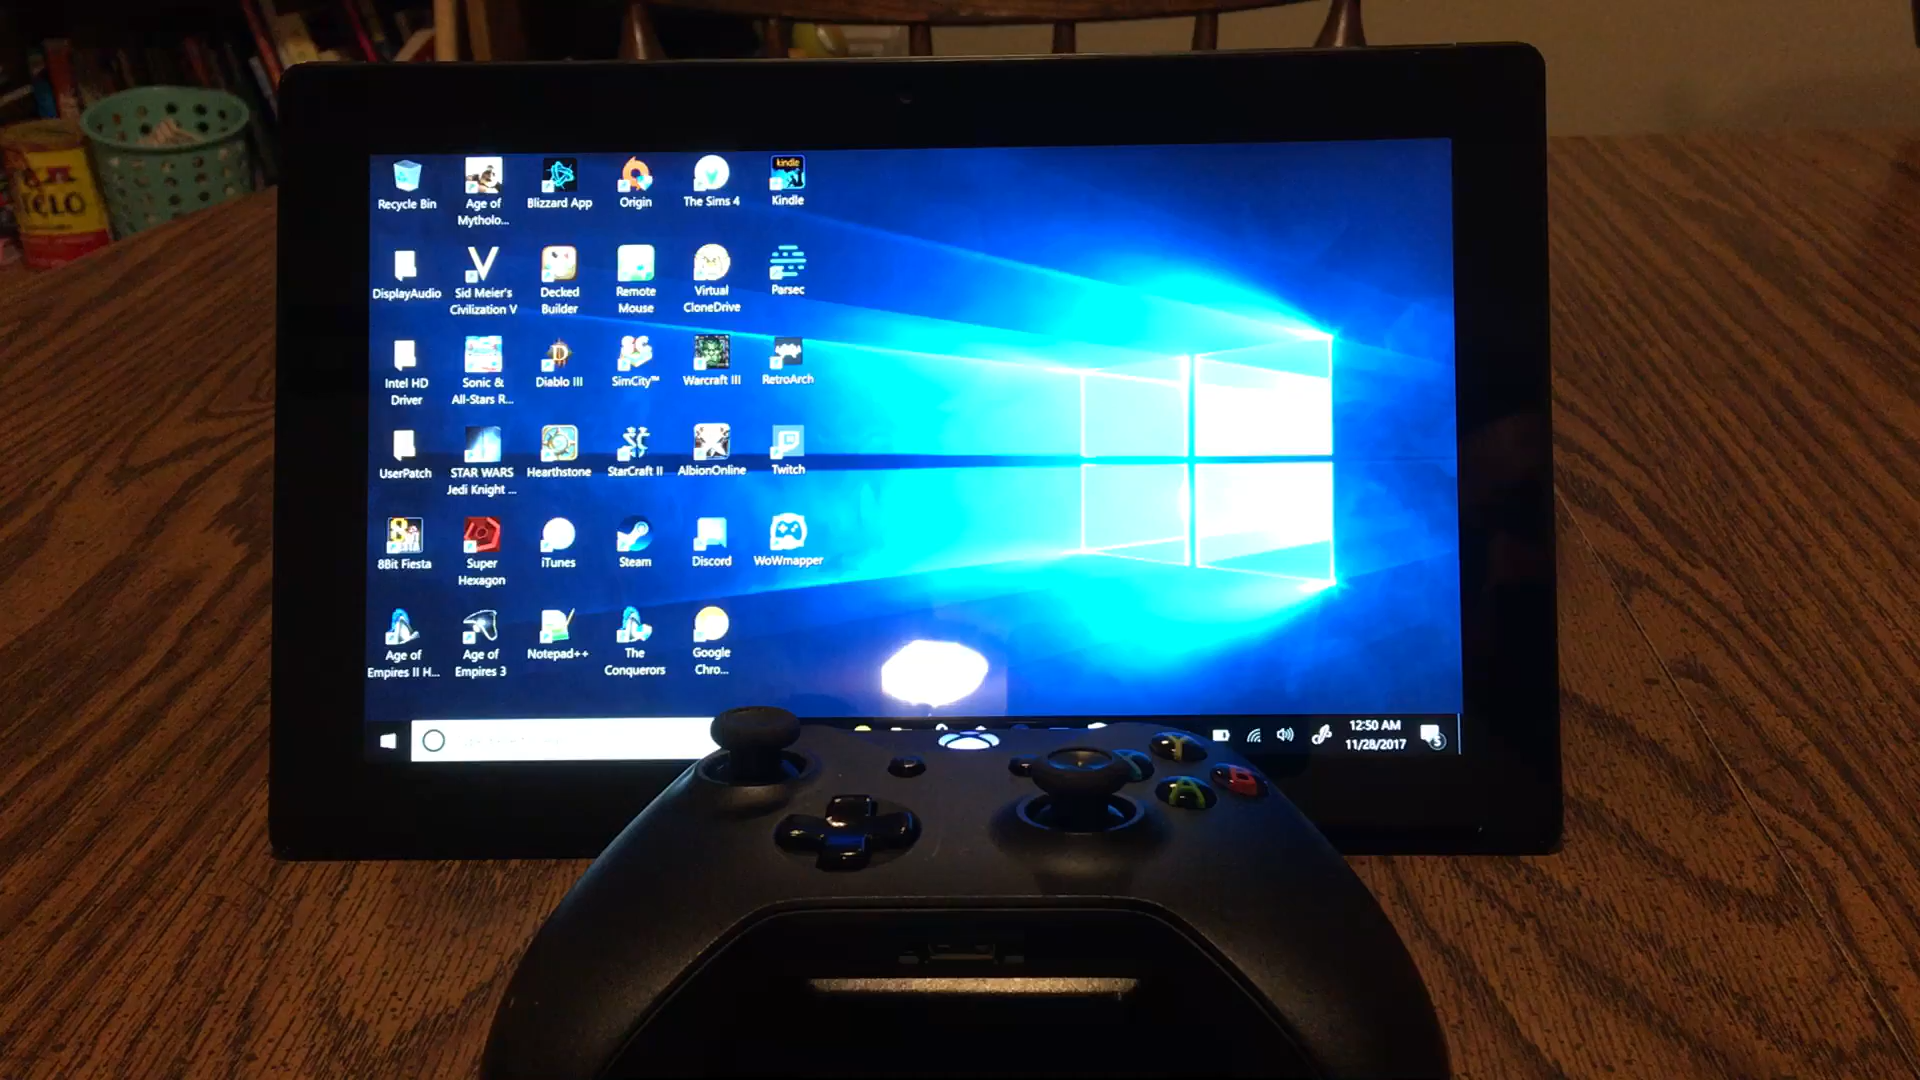 Recycle Bin
Age of
Mytholo...
Blizzard App
Origin
The Sims 4
kindle
Kindle
DisplayAudio
Sid Meier's
Civilization V
Decked
Builder
Remote
Mouse
Virtual
CloneDrive
Parsec
Intel HD
Driver
Sonic &
All-Stars R...
Diablo III
SC
SimCity™
Warcraft III
RetroArch
UserPatch
STAR WARS
Jedi Knight ...
Hearthstone
StarCraft II
AlbionOnline
Twitch
8Bit Fiesta
Super
Hexagon
iTunes
Steam
Discord
WoWmapper
Age of
Empires II H...
Age of
Empires 3
Notepad++
The
Conquerors
Google
Chro...
12:50 AM
11/28/2017
5
Y
B
A